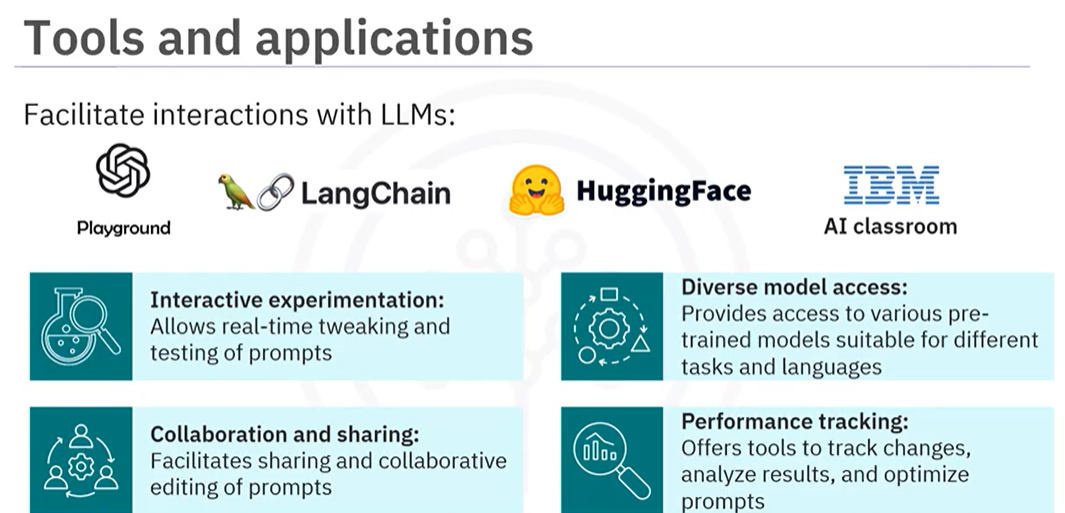 Tools and applications
Facilitate interactions with LLMs:
Playground
LangChain
HuggingFace
IBM
AI classroom
Interactive experimentation:
Allows real-time tweaking and
testing of prompts
Diverse model access:
Provides access to various pre-
trained models suitable for different
tasks and languages
Collaboration and sharing:
Facilitates sharing and collaborative
editing of prompts
Performance tracking:
Offers tools to track changes,
analyze results, and optimize
prompts